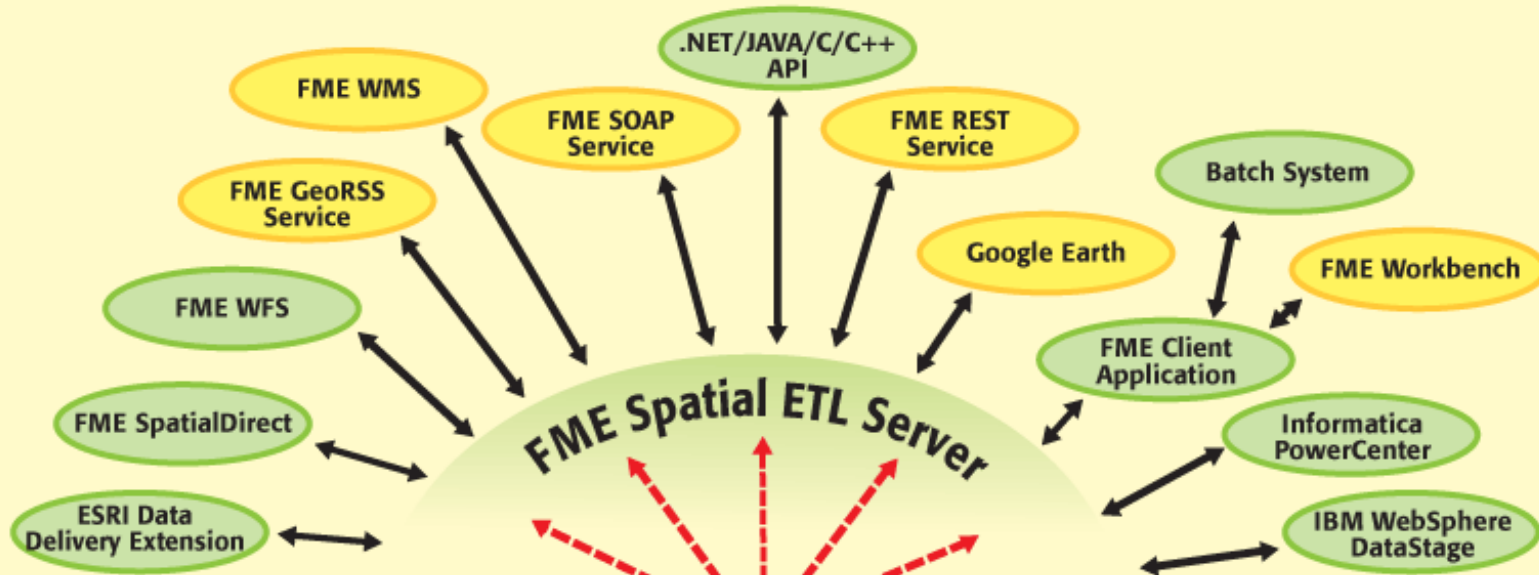 .NET/JAVA/C/C++
API
FME WMS
FME SOAP
Service
FME REST
Service
FME GeoRSS
Service
Batch System
Google Earth
FME Workbench
FME WFS
FME Client
Application
FME Spatial ETL Server
FME SpatialDirect
Informatica
PowerCenter
ESRI Data
Delivery Extension
IBM WebSphere
DataStage